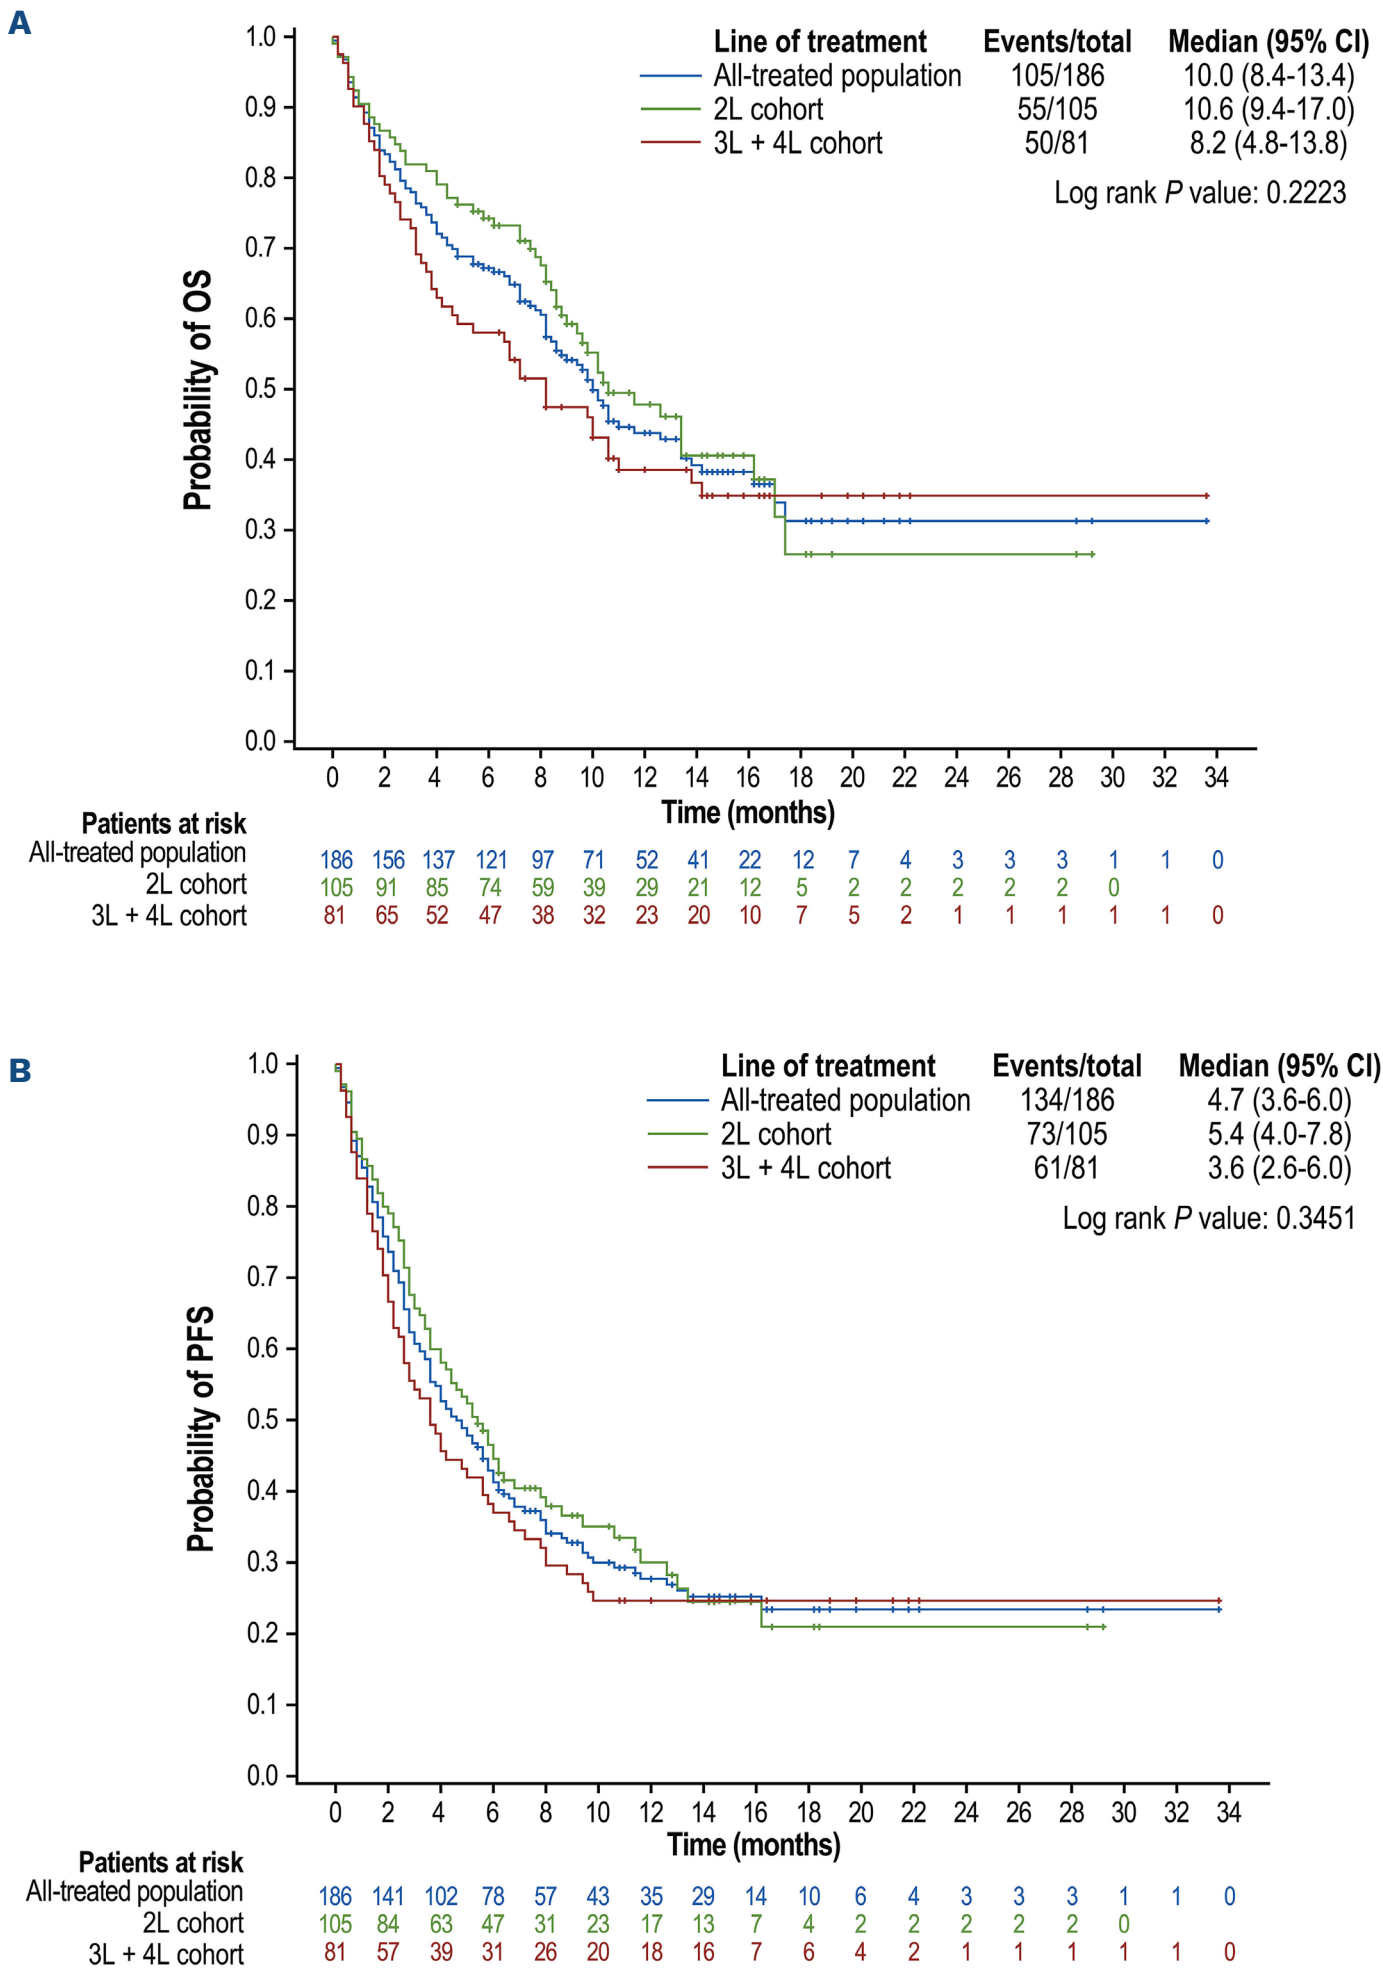 A
Line of treatment Events/total Median (95% CI)
All-treated population 105/186 10.0 (8.4-13.4)
2L cohort 55/105 10.6 (9.4-17.0)
3L + 4L cohort 50/81 8.2 (4.8-13.8)
Log rank P value: 0.2223
Probability of OS
1.0
0.9
0.8
0.7
0.6
0.5
0.4
0.3
0.2
0.1
0.0
0 2 4 6 8 10 12 14 16 18 20 22 24 26 28 30 32 34
Time (months)
Patients at risk
All-treated population 186 156 137 121 97 71 52 41 22 12 7 4 3 3 3 1 1 0
2L cohort 105 91 85 74 59 39 29 21 12 5 2 2 2 2 2 0
3L + 4L cohort 81 65 52 47 38 32 23 20 10 7 5 2 1 1 1 1 1 0
B
Line of treatment Events/total Median (95% CI)
All-treated population 134/186 4.7 (3.6-6.0)
2L cohort 73/105 5.4 (4.0-7.8)
3L + 4L cohort 61/81 3.6 (2.6-6.0)
Log rank P value: 0.3451
Probability of PFS
1.0
0.9
0.8
0.7
0.6
0.5
0.4
0.3
0.2
0.1
0.0
0 2 4 6 8 10 12 14 16 18 20 22 24 26 28 30 32 34
Time (months)
Patients at risk
All-treated population 186 141 102 78 57 43 35 29 14 10 6 4 3 3 3 1 1 0
2L cohort 105 84 63 47 31 23 17 13 7 4 2 2 2 2 2 0
3L + 4L cohort 81 57 39 31 26 20 18 16 7 6 4 2 1 1 1 1 1 0